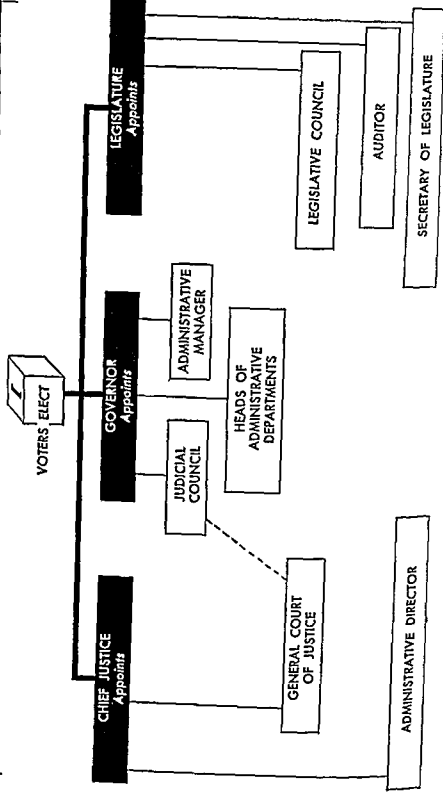 VOTERS ELECT
CHIEF JUSTICE
Appoints
GOVERNOR
Appoints
LEGISLATURE
Appoints
GENERAL COURT
OF JUSTICE
ADMINISTRATIVE DIRECTOR
JUDICIAL
COUNCIL
HEADS OF
ADMINISTRATIVE
DEPARTMENTS
ADMINISTRATIVE
MANAGER
LEGISLATIVE COUNCIL
AUDITOR
SECRETARY OF LEGISLATURE